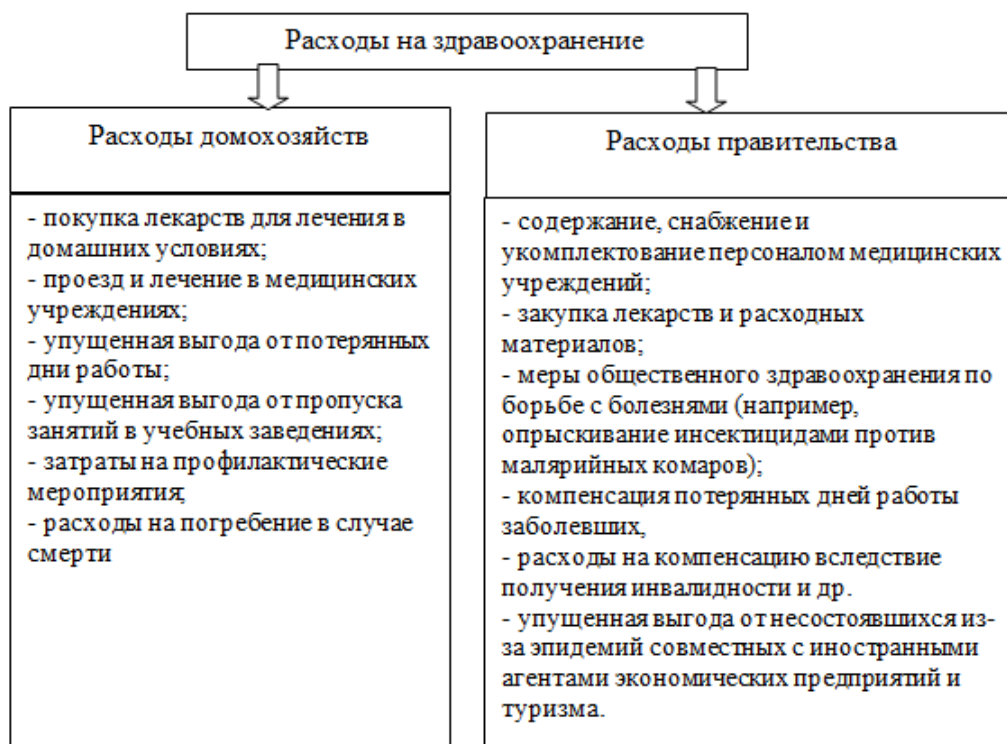 Расходы на здравоохранение
Расходы домохозяйств
- покупка лекарств для лечения в
домашних условиях;
- проезд и лечение в медицинских
учреждениях;
- упущенная выгода от потерянных
дни работы;
- упущенная выгода от пропуска
занятий в учебных заведениях;
- затраты на профилактические
мероприятия;
- расходы на погребение в случае
смерти
Расходы правительства
- содержание, снабжение и
укомплектование персоналом медицинских
учреждений;
- закупка лекарств и расходных
материалов;
- меры общественного здравоохранения по
борьбе с болезнями (например,
опрыскивание инсектицидами против
малярийных комаров);
- компенсация потерянных дней работы
заболевших,
- расходы на компенсацию вследствие
получения инвалидности и др.
- упущенная выгода от несостоявшихся из-
за эпидемий совместных с иностранными
агентами экономических предприятий и
туризма.